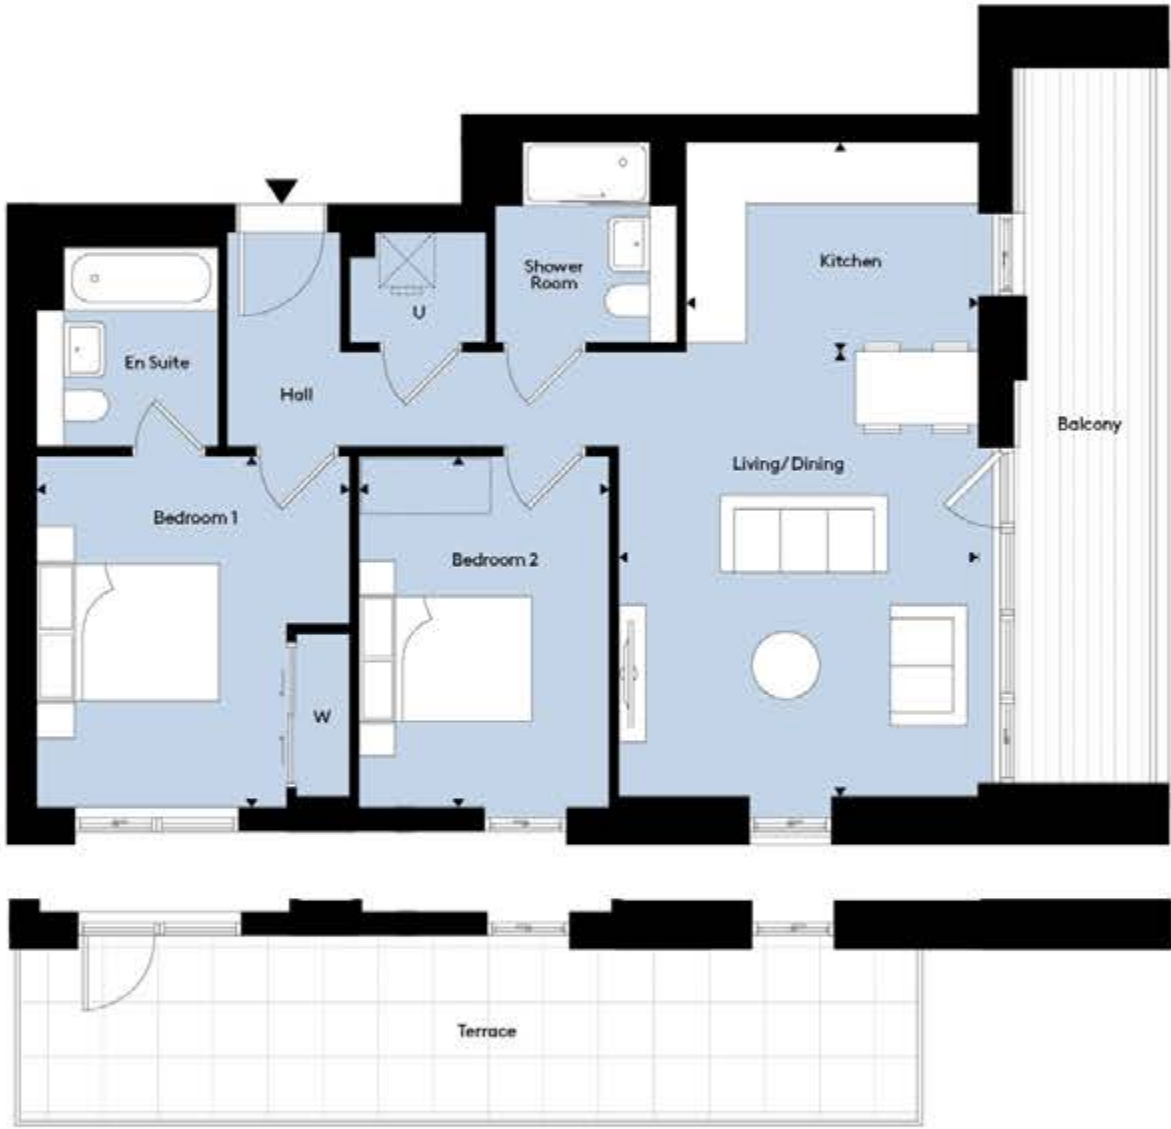 Shower
Room
Kitchen
U
En Suite
Hall
Balcony
Living/Dining
Bedroom 1
Bedroom 2
W
Terrace